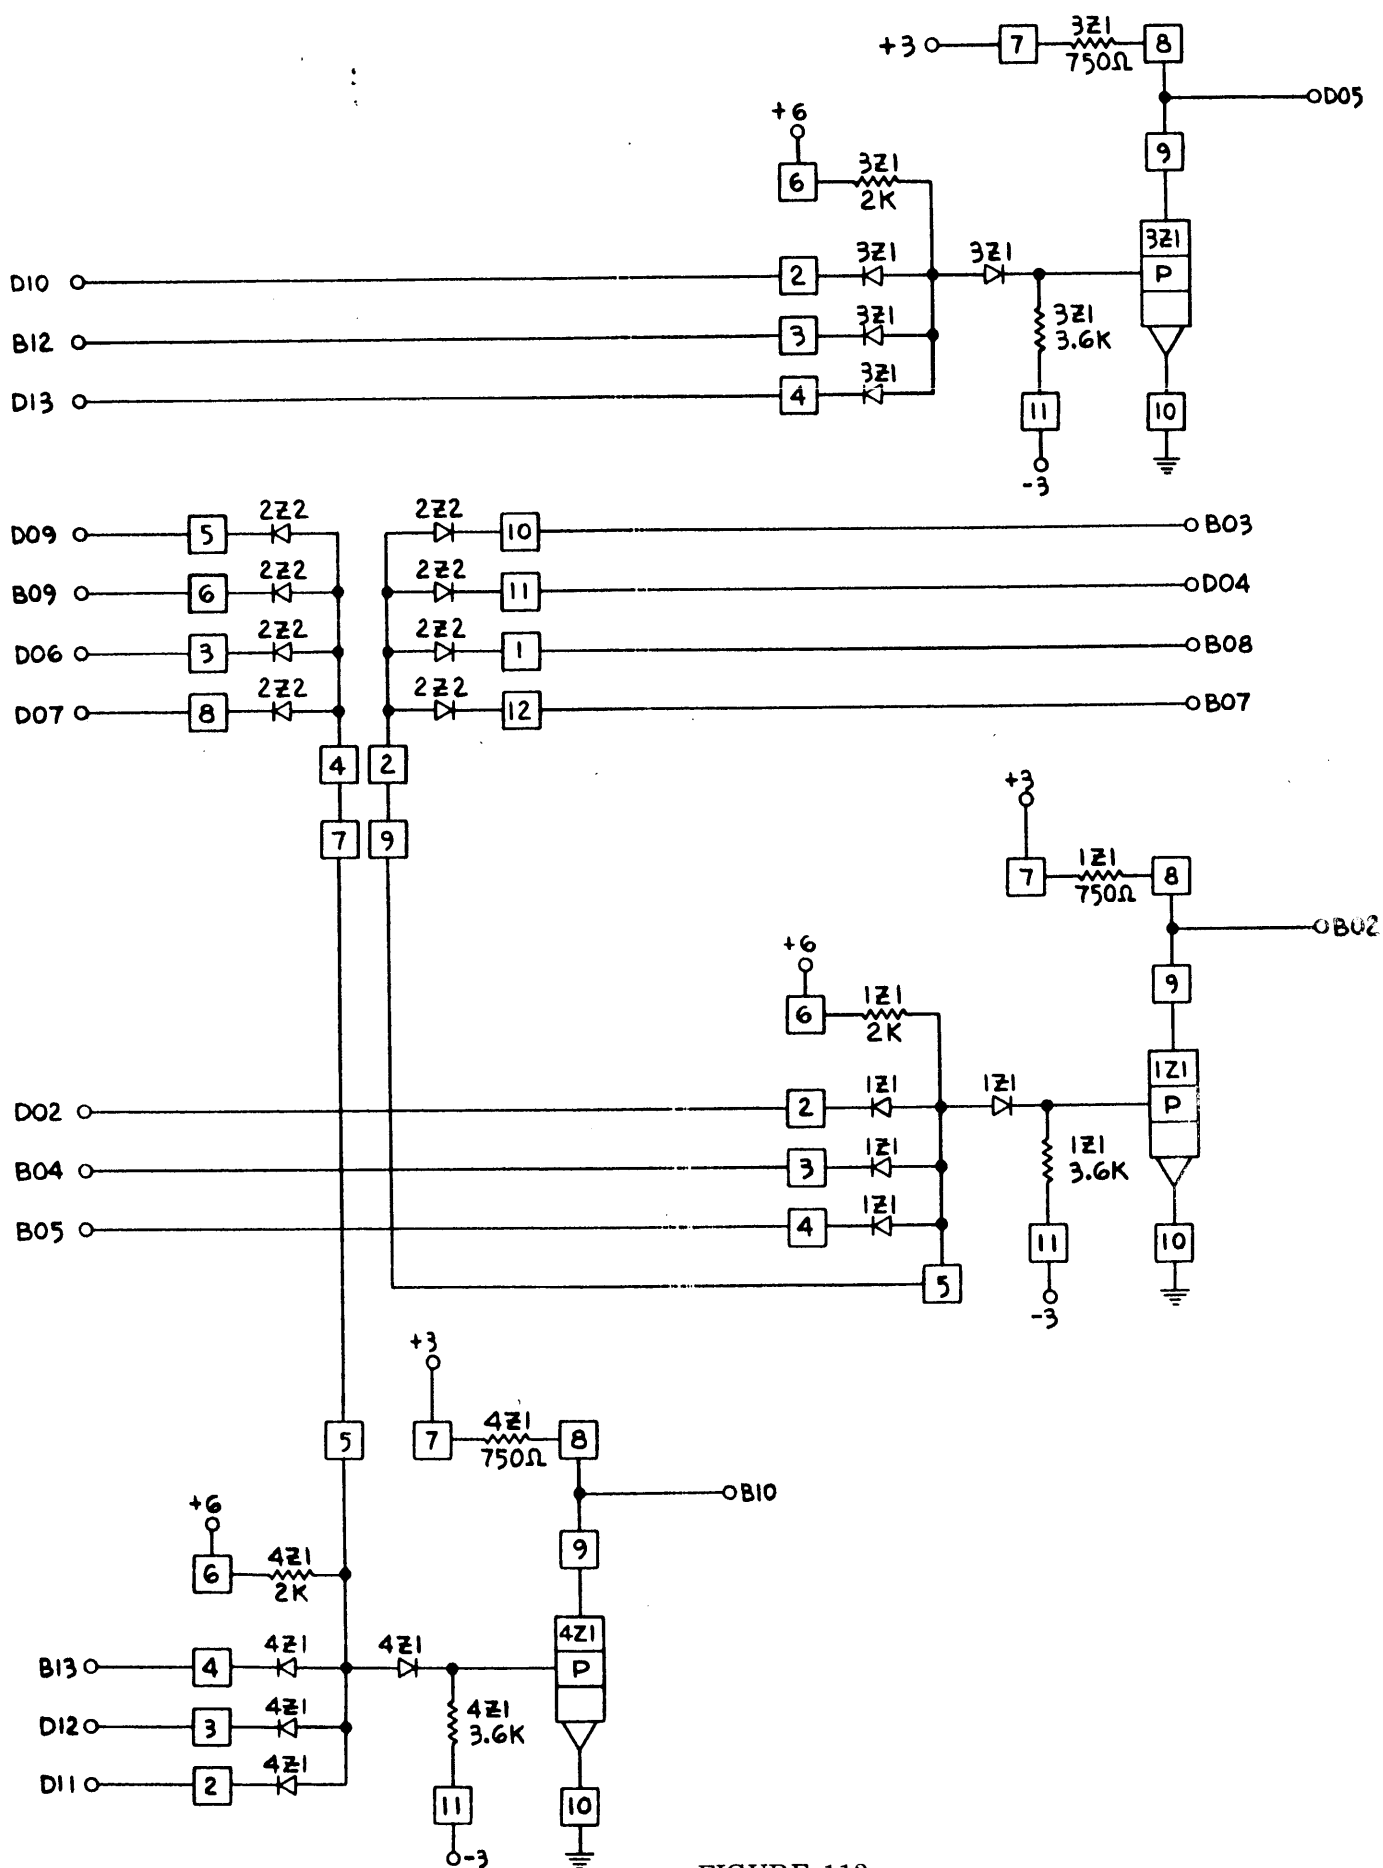 +3
7
3Z1
750Ω
8
D05
+6
9
6
3Z1
2K
3Z1
D10
2
3Z1
3Z1
P
B12
3
3Z1
3Z1
3.6K
D13
4
3Z1
11
10
-3
D09
5
2Z2
2Z2
10
B03
B09
6
2Z2
2Z2
11
D04
D06
3
2Z2
2Z2
1
B08
D07
8
2Z2
2Z2
12
B07
4
2
7
9
+3
7
1Z1
750Ω
8
B02
+6
9
6
1Z1
2K
1Z1
D02
2
1Z1
1Z1
P
B04
3
1Z1
1Z1
3.6K
B05
4
1Z1
11
10
5
-3
+3
5
7
4Z1
750Ω
8
B10
+6
9
6
4Z1
2K
4Z1
B13
4
4Z1
4Z1
P
D12
3
4Z1
4Z1
3.6K
D11
2
4Z1
11
10
-3
FIGURE 113